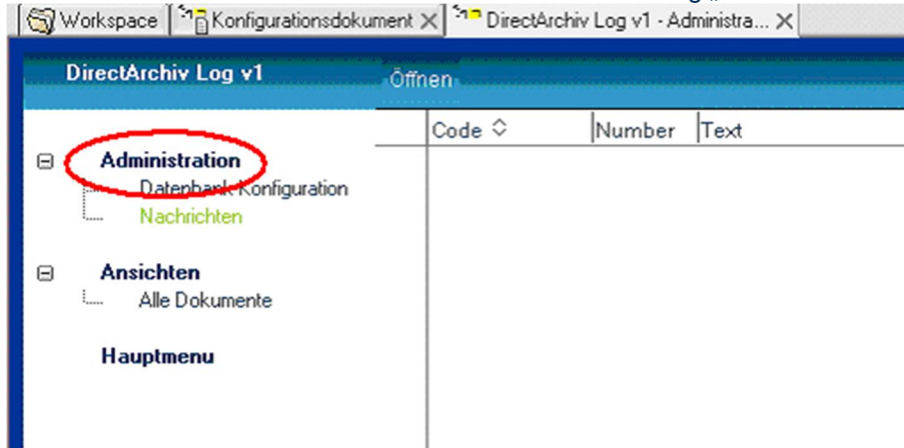 Workspace Konfigurationsdokument DirectArchiv Log v1 - Administra...
DirectArchiv Log v1
Öffnen
Code Number Text
Administration
Datenbank Konfiguration
Nachrichten
Ansichten
Alle Dokumente
Hauptmenu